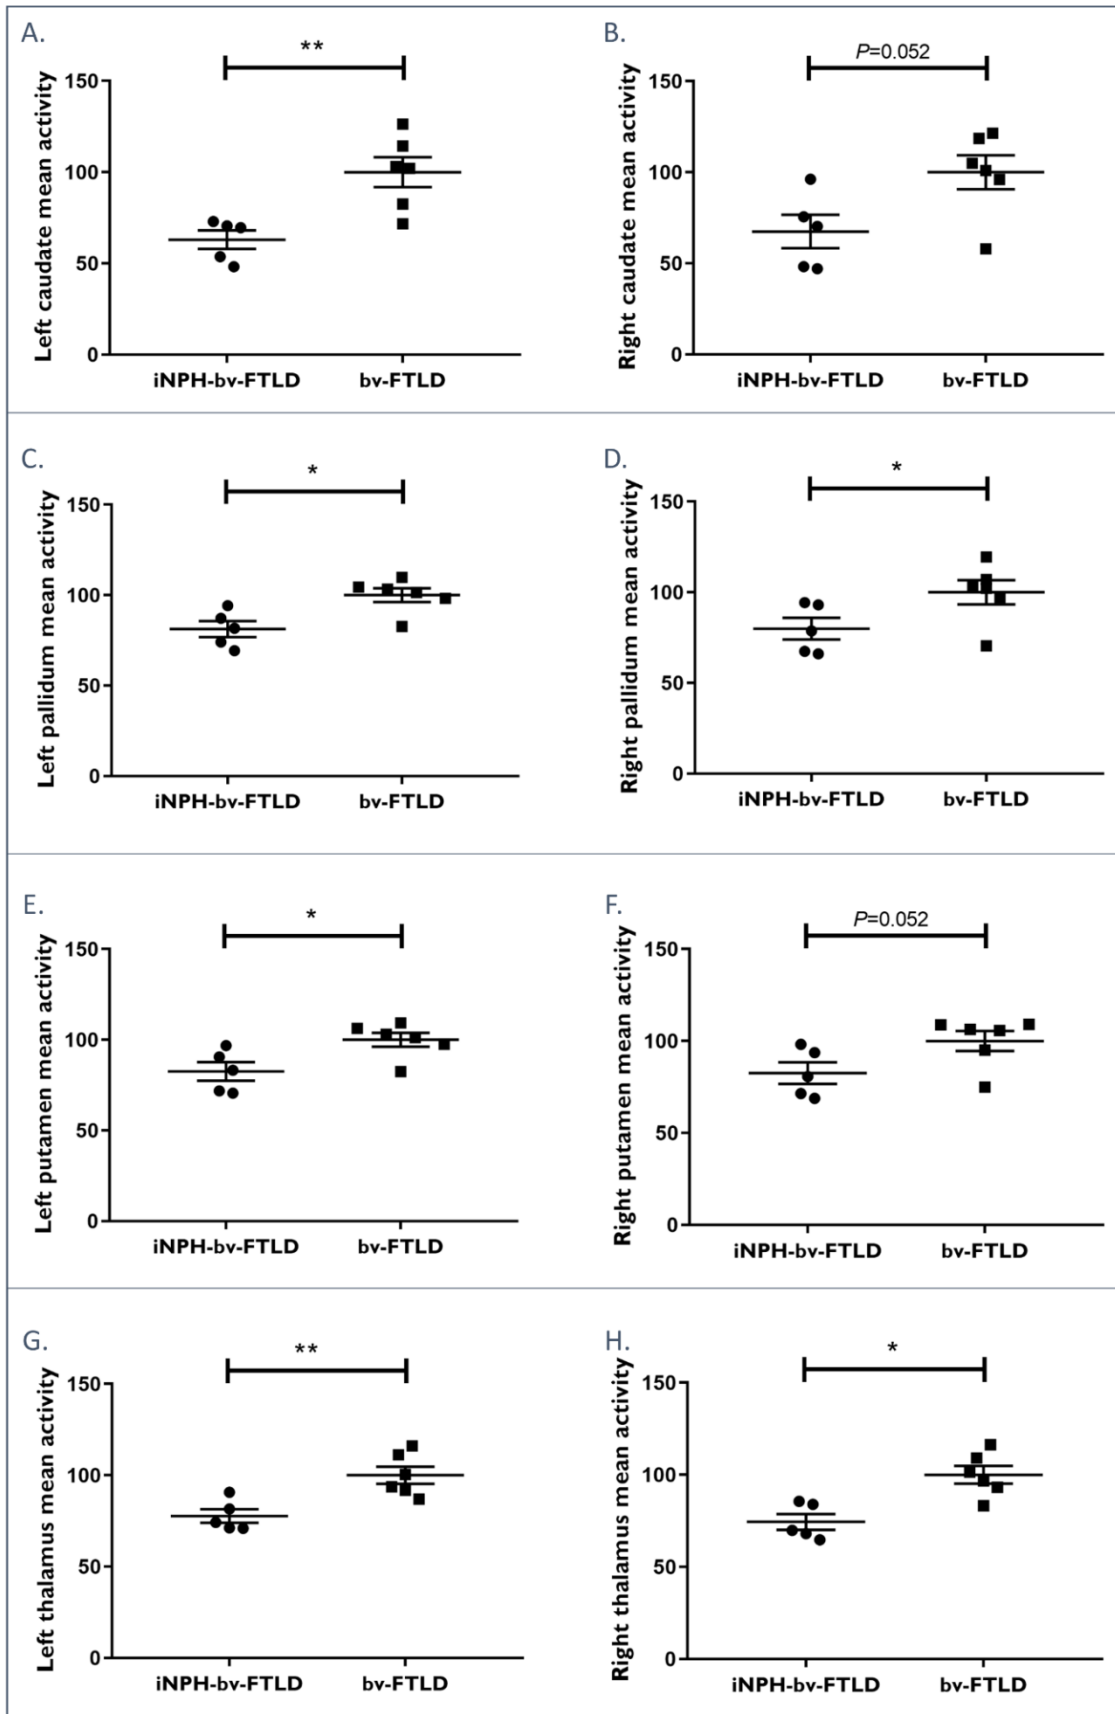 A.
**
Left caudate mean activity
150
100
50
0
iNPH-bv-FTLD bv-FTLD
B.
P=0.052
Right caudate mean activity
150
100
50
0
iNPH-bv-FTLD bv-FTLD
C.
*
Left pallidum mean activity
150
100
50
0
iNPH-bv-FTLD bv-FTLD
D.
*
Right pallidum mean activity
150
100
50
0
iNPH-bv-FTLD bv-FTLD
E.
*
Left putamen mean activity
150
100
50
0
iNPH-bv-FTLD bv-FTLD
F.
P=0.052
Right putamen mean activity
150
100
50
0
iNPH-bv-FTLD bv-FTLD
G.
**
Left thalamus mean activity
150
100
50
0
iNPH-bv-FTLD bv-FTLD
H.
*
Right thalamus mean activity
150
100
50
0
iNPH-bv-FTLD bv-FTLD